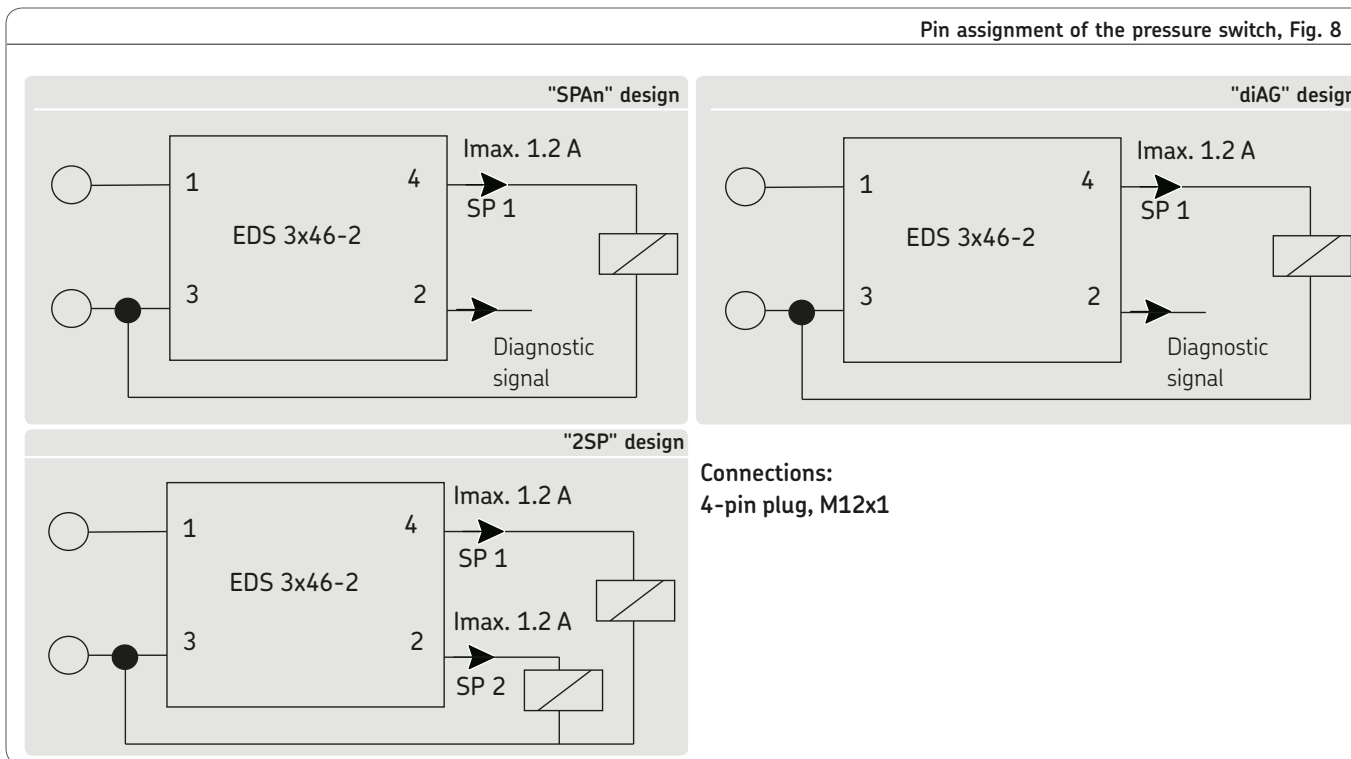 Pin assignment of the pressure switch, Fig. 8
"SPAn" design
Imax. 1.2 A
1
4
SP 1
EDS 3x46-2
3
2
Diagnostic
signal
"diAG" design
Imax. 1.2 A
1
4
SP 1
EDS 3x46-2
3
2
Diagnostic
signal
"2SP" design
Imax. 1.2 A
1
4
SP 1
EDS 3x46-2
Imax. 1.2 A
3
2
SP 2
Connections:
4-pin plug, M12x1